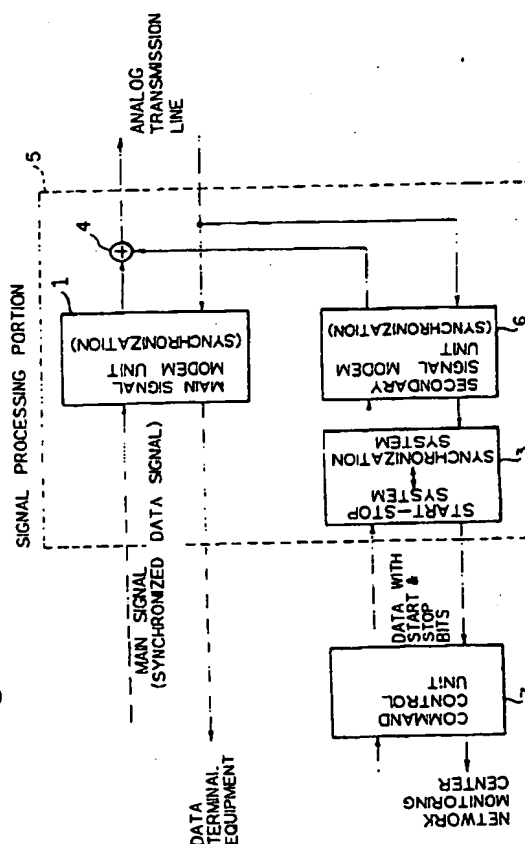 SIGNAL PROCESSING PORTION
5
ANALOG
TRANSMISSION
LINE
4
+
1
MAIN SIGNAL
MODEM UNIT
(SYNCHRONIZATION)
MAIN SIGNAL
(SYNCHRONIZED DATA SIGNAL)
DATA
TERMINAL
EQUIPMENT
SECONDARY
SIGNAL MODEM
UNIT
(SYNCHRONIZATION)
6
START-STOP
SYSTEM
SYNCHRONIZATION
SYSTEM
DATA WITH
START &
STOP
BITS
COMMAND
CONTROL
UNIT
NETWORK
MONITORING
CENTER